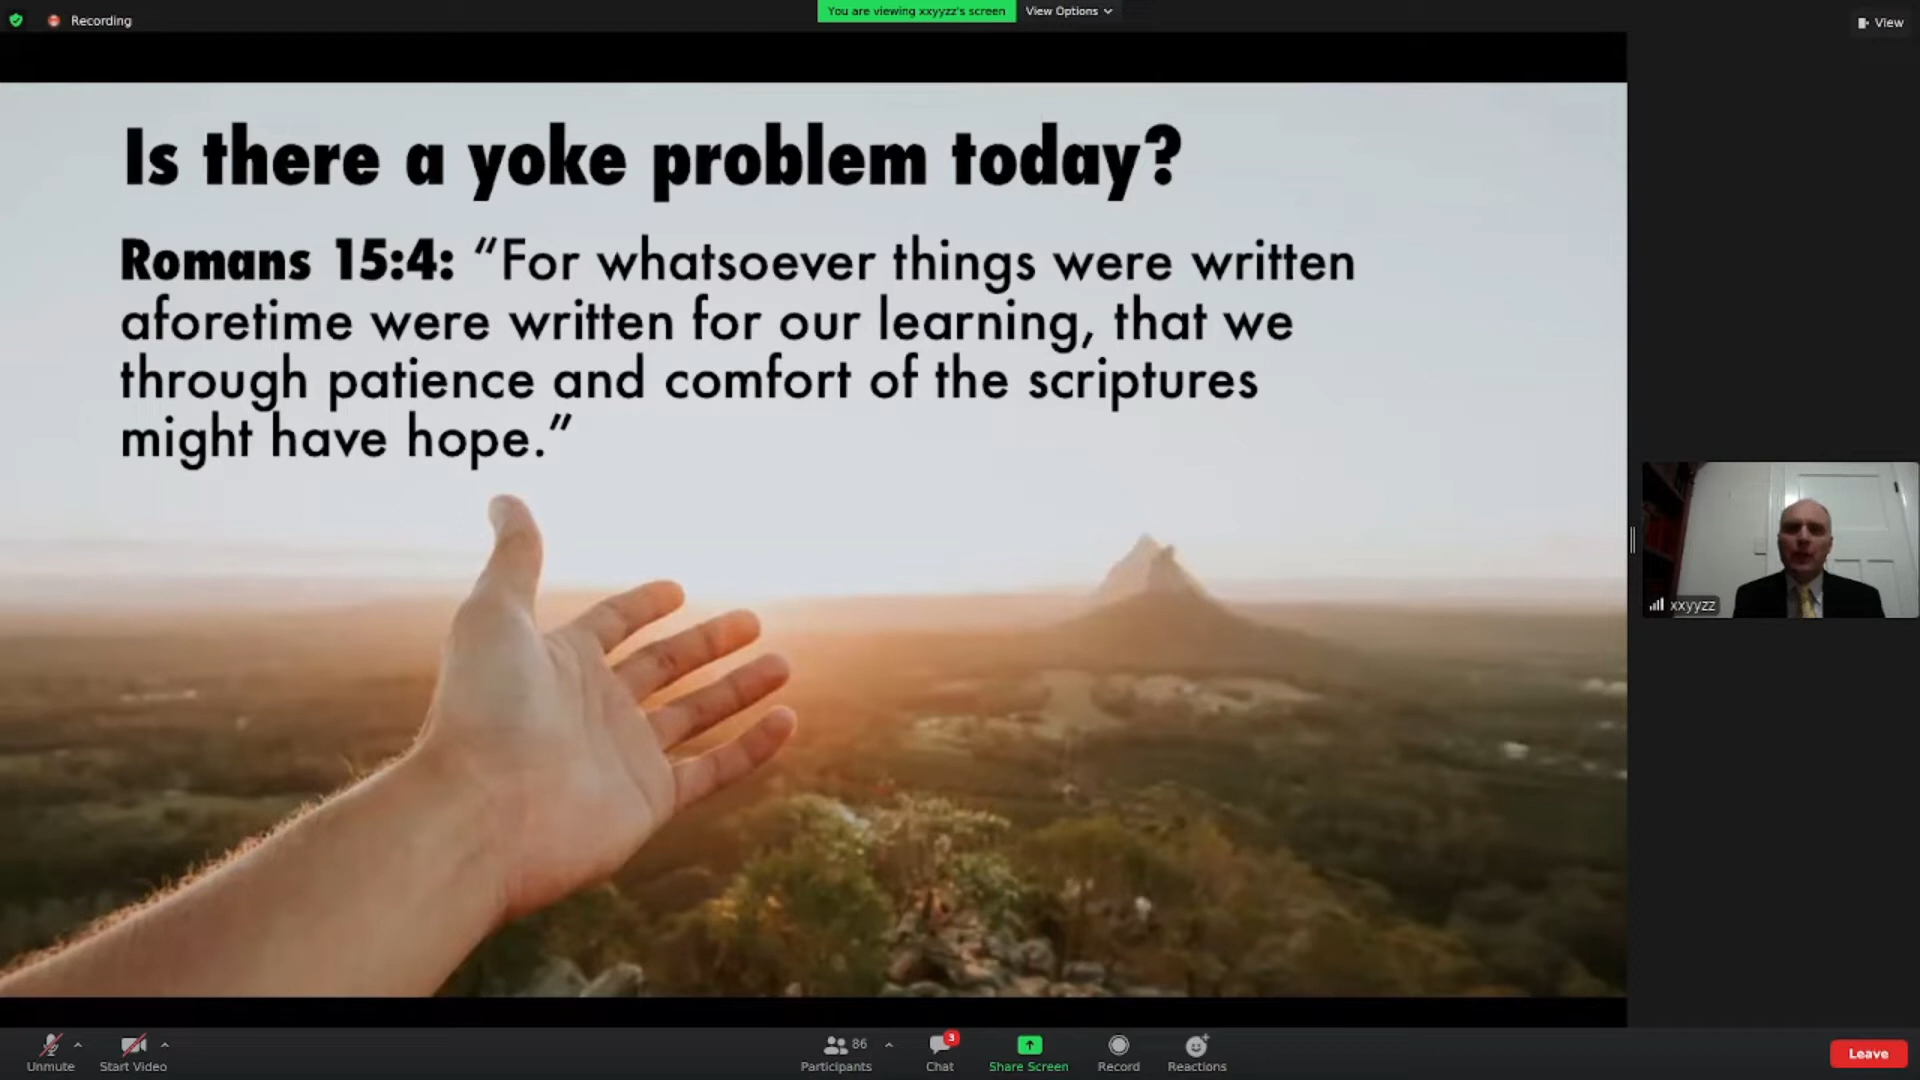 Recording
You are viewing xxyyzz's screen
View Options
View
Is there a yoke problem today?
Romans 15:4: “For whatsoever things were written
aforetime were written for our learning, that we
through patience and comfort of the scriptures
might have hope.”
xxyyzz
Unmute
Start Video
86
Participants
3
Chat
Share Screen
Record
Reactions
Leave